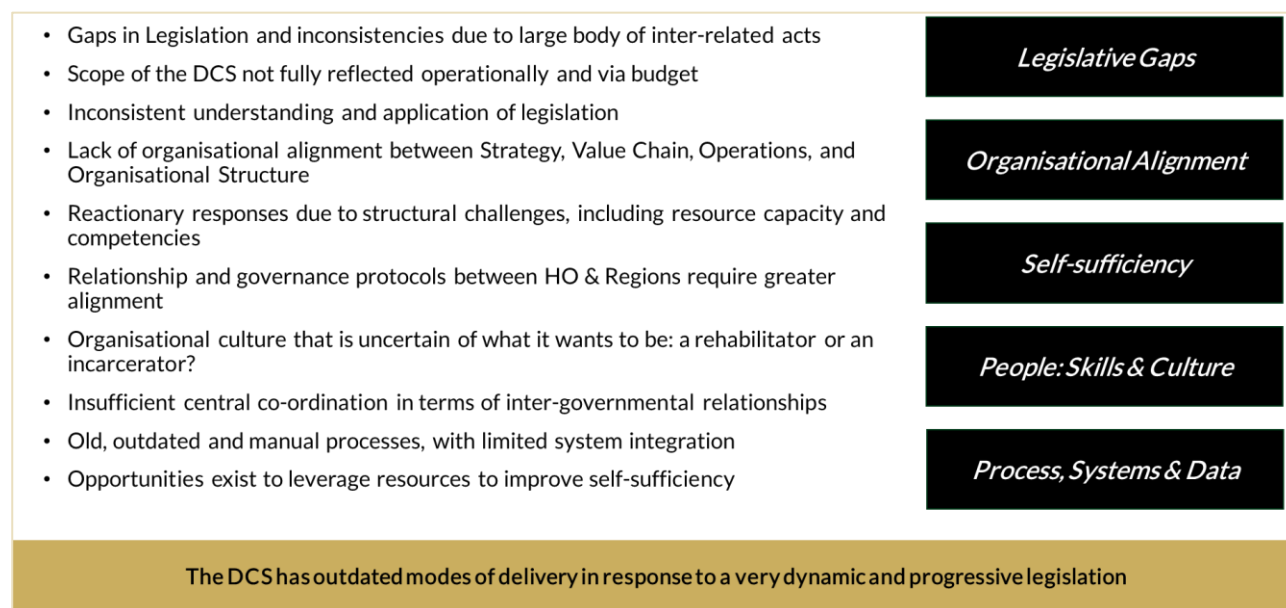 • Gaps in Legislation and inconsistencies due to large body of inter-related acts
• Scope of the DCS not fully reflected operationally and via budget
• Inconsistent understanding and application of legislation
• Lack of organisational alignment between Strategy, Value Chain, Operations, and
Organisational Structure
• Reactionary responses due to structural challenges, including resource capacity and
competencies
• Relationship and governance protocols between HO & Regions require greater
alignment
• Organisational culture that is uncertain of what it wants to be: a rehabilitator or an
incarcerator?
• Insufficient central co-ordination in terms of inter-governmental relationships
• Old, outdated and manual processes, with limited system integration
• Opportunities exist to leverage resources to improve self-sufficiency
Legislative Gaps
Organisational Alignment
Self-sufficiency
People: Skills & Culture
Process, Systems & Data
The DCS has outdated modes of delivery in response to a very dynamic and progressive legislation